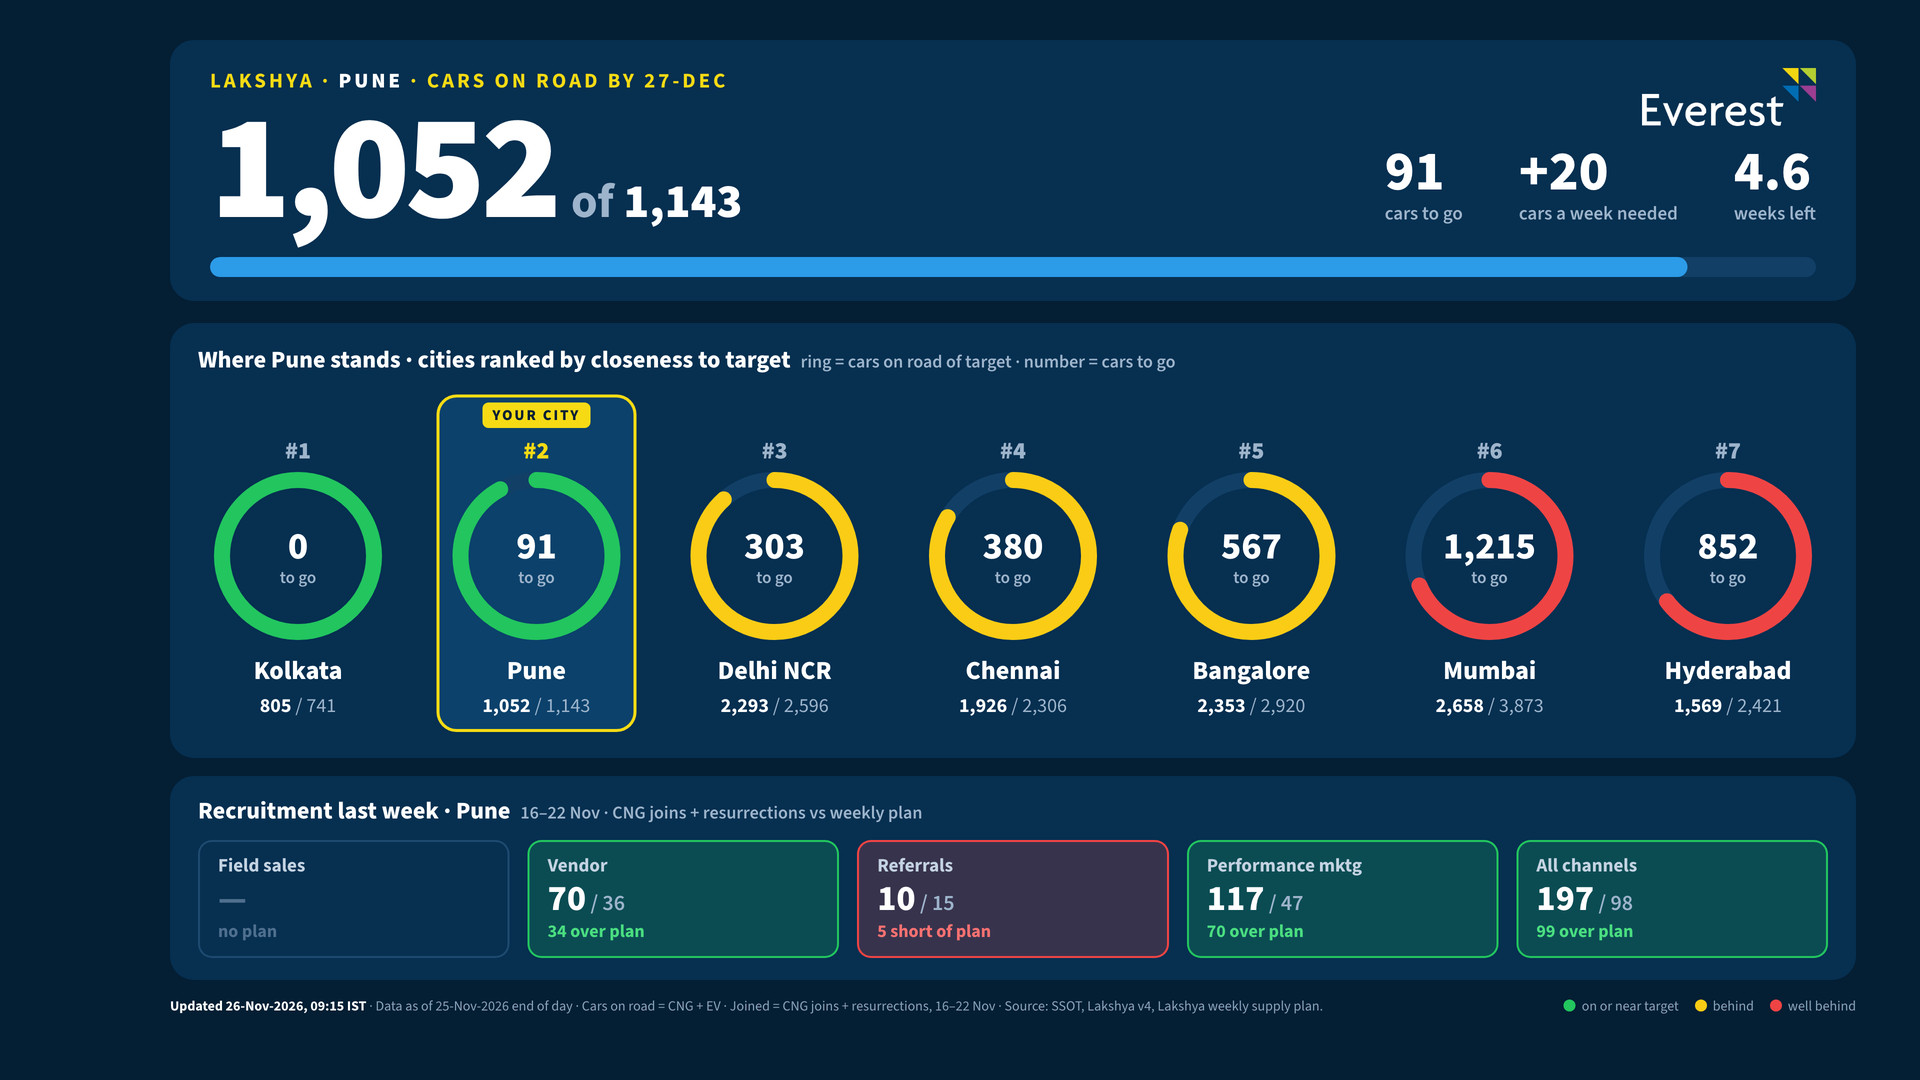 LAKSHYA · PUNE · CARS ON ROAD BY 27-DEC
Everest
1,052 of 1,143
91
cars to go
+20
cars a week needed
4.6
weeks left
Where Pune stands · cities ranked by closeness to target ring = cars on road of target · number = cars to go
YOUR CITY
#1
0
to go
Kolkata
805 / 741
#2
91
to go
Pune
1,052 / 1,143
#3
303
to go
Delhi NCR
2,293 / 2,596
#4
380
to go
Chennai
1,926 / 2,306
#5
567
to go
Bangalore
2,353 / 2,920
#6
1,215
to go
Mumbai
2,658 / 3,873
#7
852
to go
Hyderabad
1,569 / 2,421
Recruitment last week · Pune 16–22 Nov · CNG joins + resurrections vs weekly plan
Field sales
—
no plan
Vendor
70 / 36
34 over plan
Referrals
10 / 15
5 short of plan
Performance mktg
117 / 47
70 over plan
All channels
197 / 98
99 over plan
Updated 26-Nov-2026, 09:15 IST · Data as of 25-Nov-2026 end of day · Cars on road = CNG + EV · Joined = CNG joins + resurrections, 16–22 Nov · Source: SSOT, Lakshya v4, Lakshya weekly supply plan.
on or near target
behind
well behind